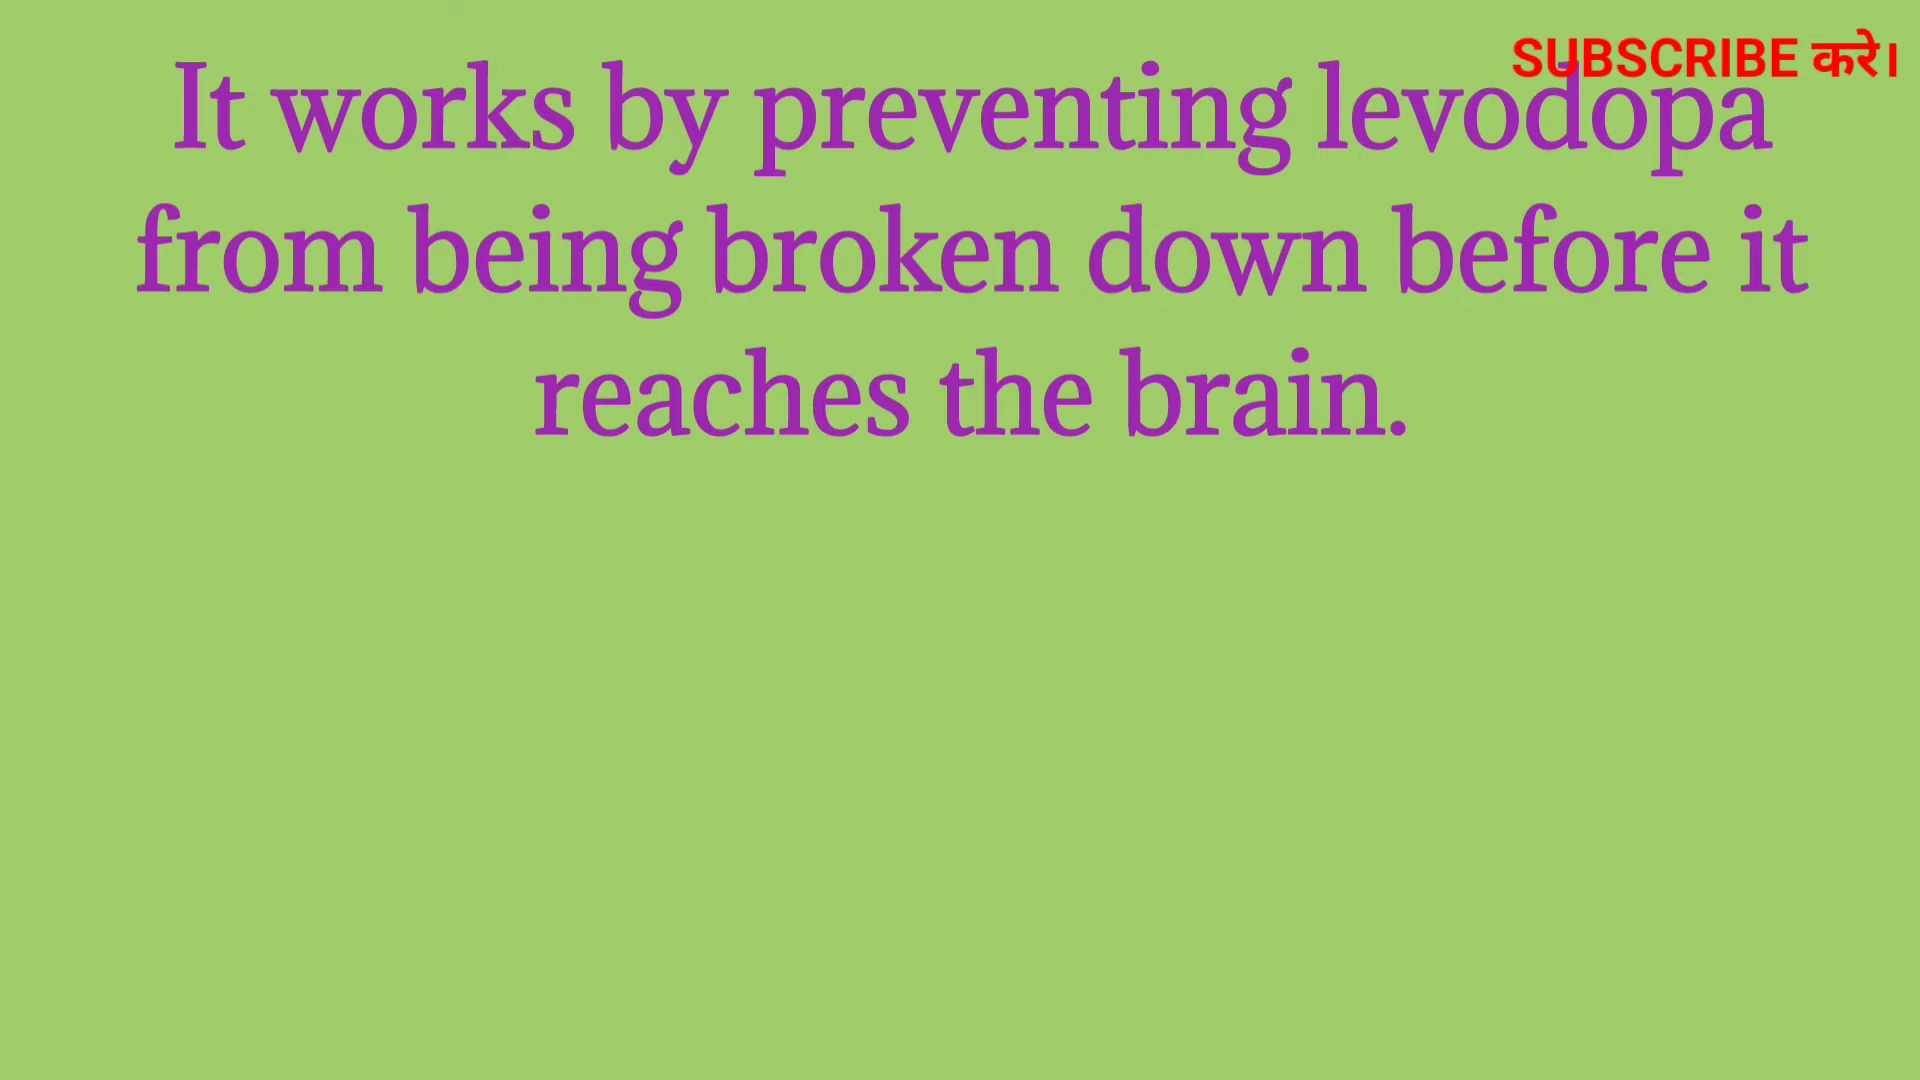 SUBSCRIBE करे।
It works by preventing levodopa
from being broken down before it
reaches the brain.